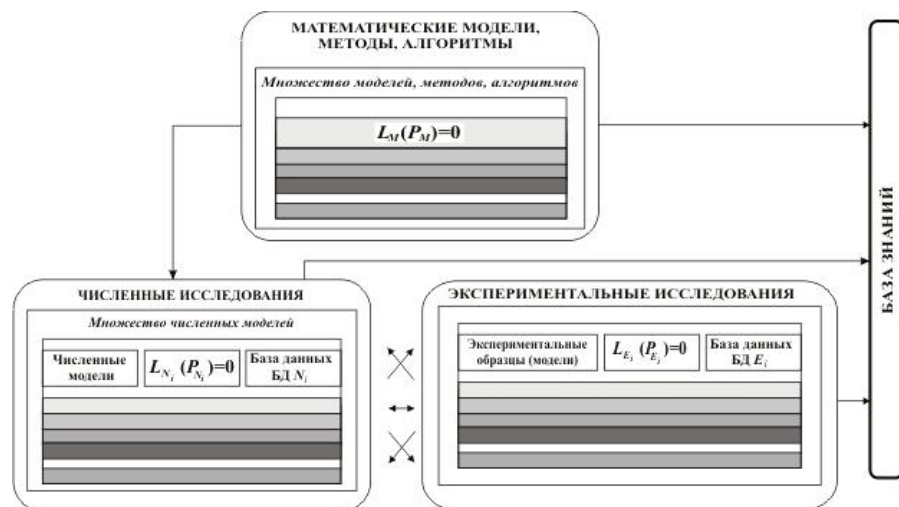 МАТЕМАТИЧЕСКИЕ МОДЕЛИ,
МЕТОДЫ, АЛГОРИТМЫ
Множество моделей, методов, алгоритмов
L_M(P_M)=0
БАЗА ЗНАНИЙ
ЧИСЛЕННЫЕ ИССЛЕДОВАНИЯ
Множество численных моделей
Численные
модели
L_{N_i}(P_{N_i})=0
База данных
БД N_i
ЭКСПЕРИМЕНТАЛЬНЫЕ ИССЛЕДОВАНИЯ
Экспериментальные
образцы (модели)
L_{E_i}(P_{E_i})=0
База данных
БД E_i